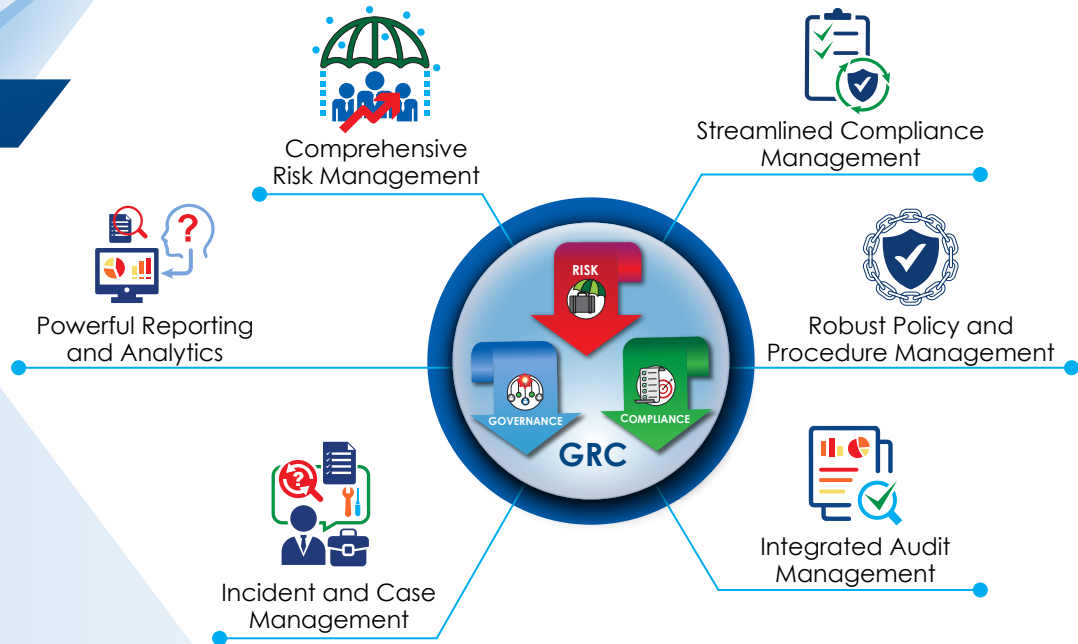 Comprehensive
Risk Management
Streamlined Compliance
Management
Powerful Reporting
and Analytics
Robust Policy and
Procedure Management
RISK
GOVERNANCE
COMPLIANCE
GRC
Incident and Case
Management
Integrated Audit
Management
?
?